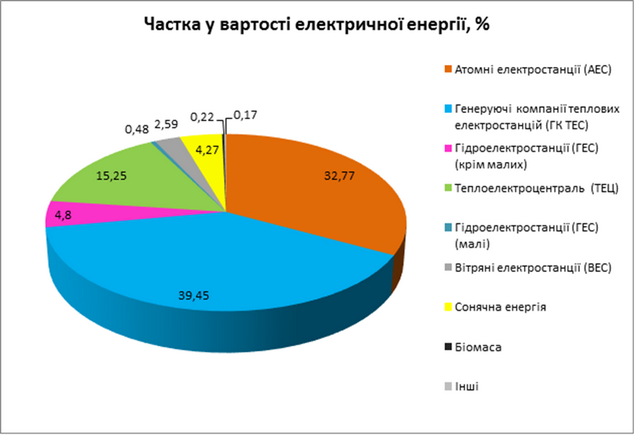 Частка у вартості електричної енергії, %
0,22
0,17
0,48
2,59
4,27
15,25
32,77
4,8
39,45
Атомні електростанції (АЕС)
Генеруючі компанії теплових
електростанцій (ГК ТЕС)
Гідроелектростанції (ГЕС)
(крім малих)
Теплоелектроцентраль (ТЕЦ)
Гідроелектростанції (ГЕС)
(малі)
Вітряні електростанції (ВЕС)
Сонячна енергія
Біомаса
Інші